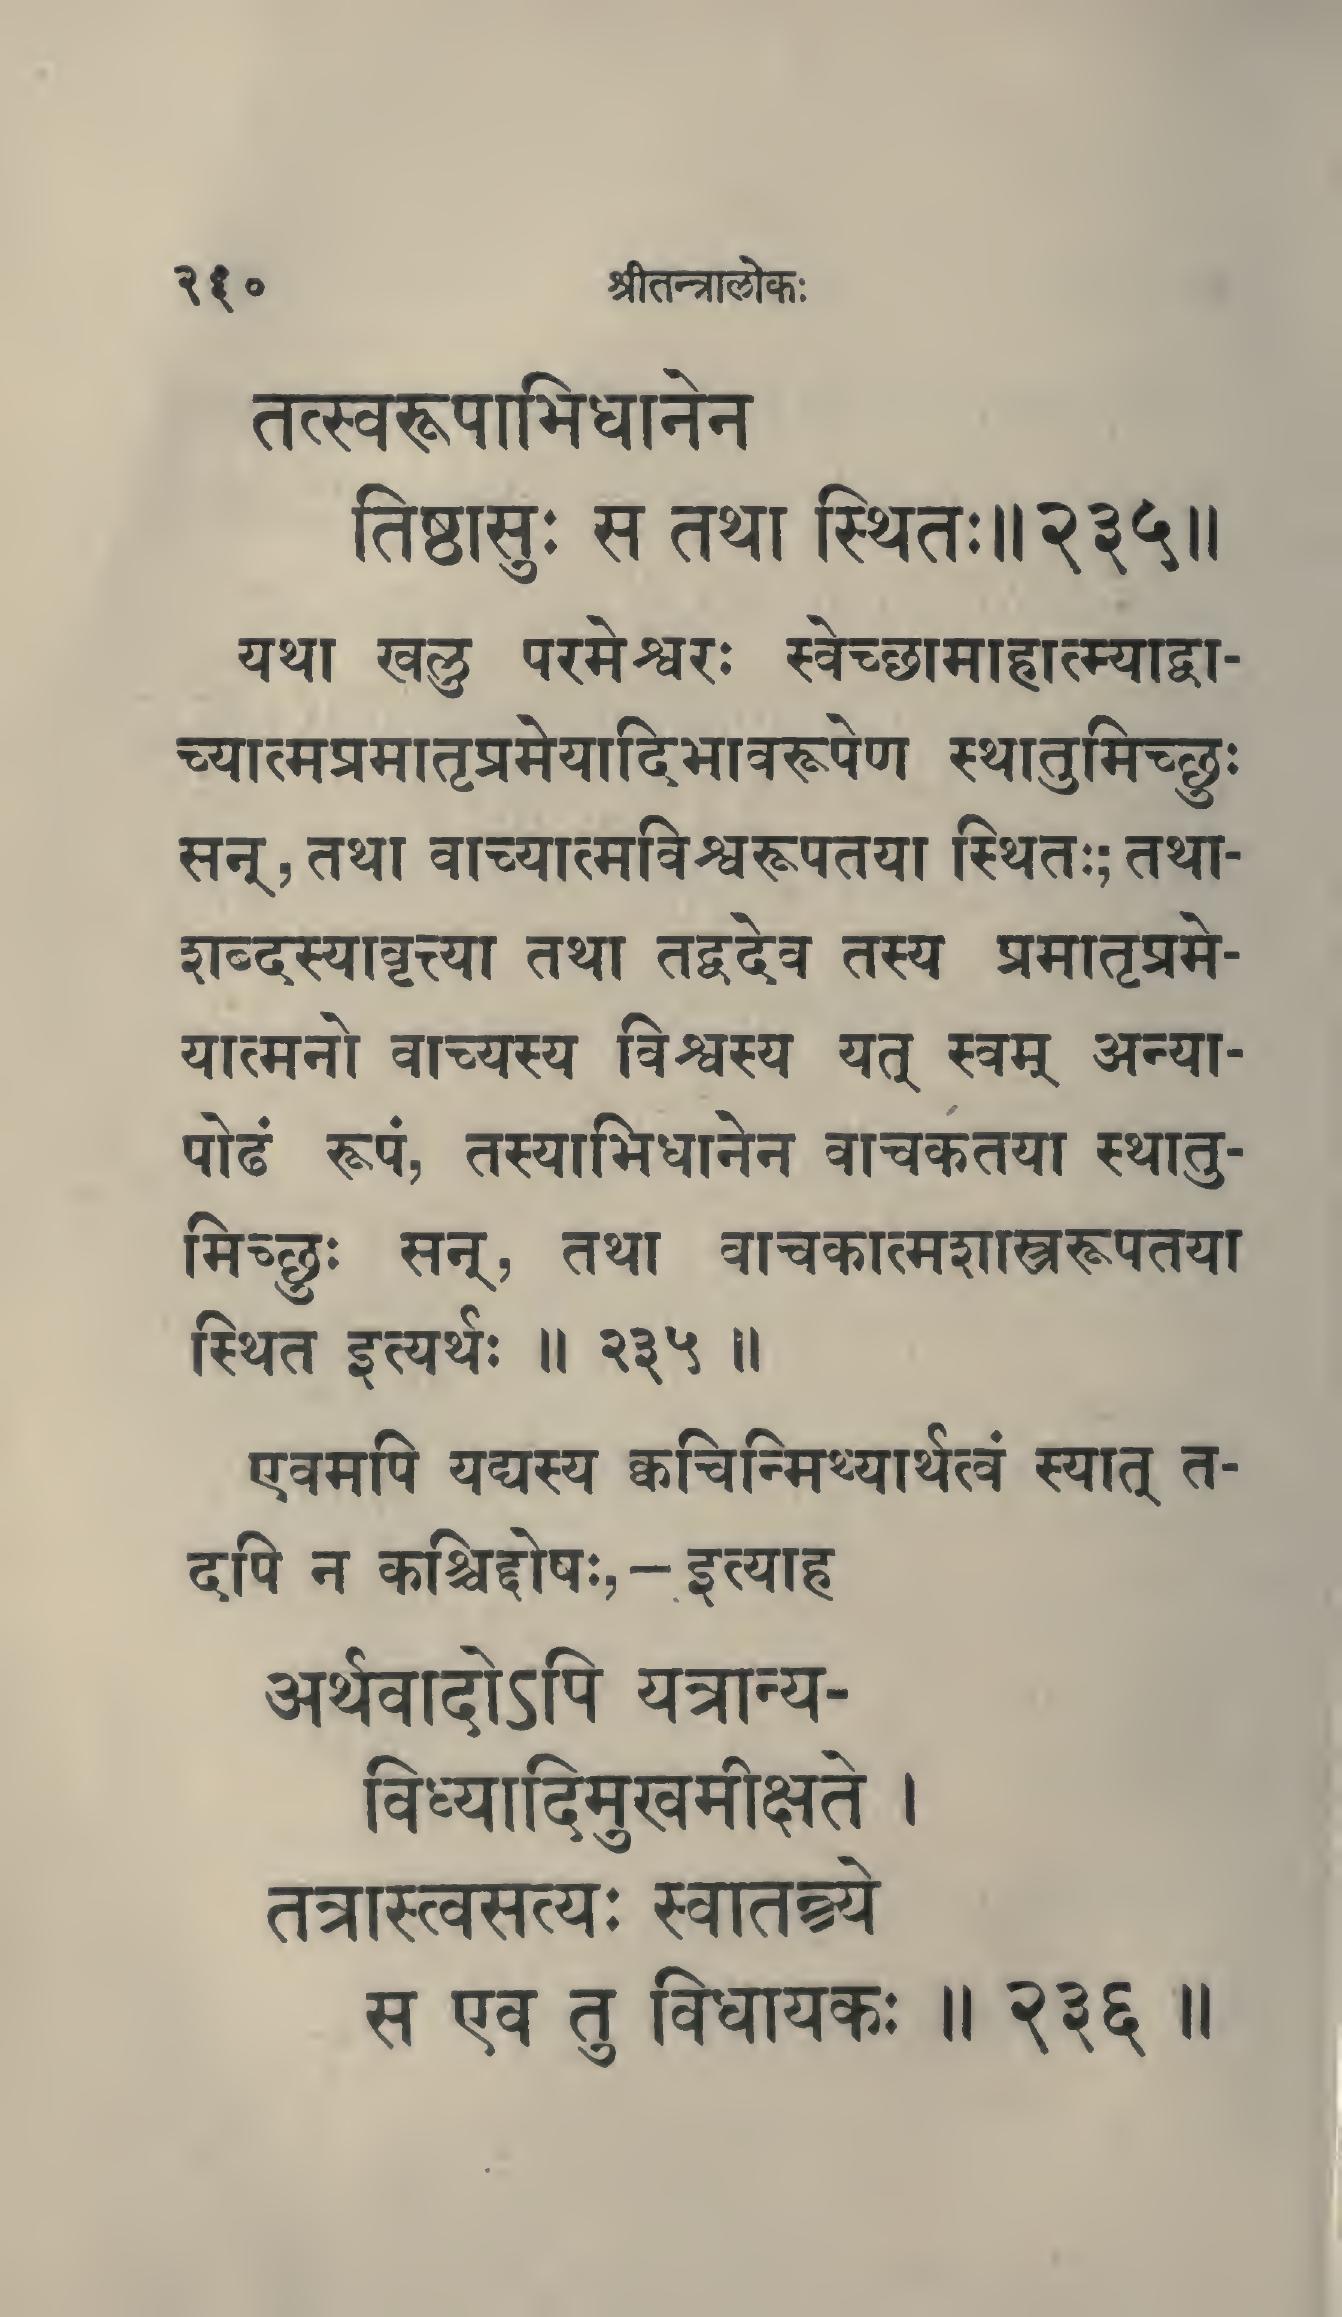 २६० श्रीतन्त्रालोकः
तत्स्वरूपाभिधानेन
तिष्ठासुः स तथा स्थितः॥२३५॥
यथा खलु परमेश्वरः स्वेच्छामाहात्म्याद्वा-
च्यात्मप्रमातृप्रमेयादिभावरूपेण स्थातुमिच्छुः
सन्, तथा वाच्यात्मविश्वरूपतया स्थितः; तथा-
शब्दस्यावृत्त्या तथा तद्वदेव तस्य प्रमातृप्रमे-
यात्मनो वाच्यस्य विश्वस्य यत् स्वम् अन्या-
पोढं रूपं, तस्याभिधानेन वाचकतया स्थातु-
मिच्छुः सन्, तथा वाचकात्मशास्त्ररूपतया
स्थित इत्यर्थः ॥ २३५ ॥
एवमपि यद्यस्य क्वचिन्मिथ्यार्थत्वं स्यात् त-
दपि न कश्चिद्दोषः,— इत्याह
अर्थवादोऽपि यत्रान्य-
विध्यादिमुखमीक्षते ।
तत्रास्त्वसत्यः स्वातन्त्र्ये
स एव तु विधायकः ॥ २३६ ॥